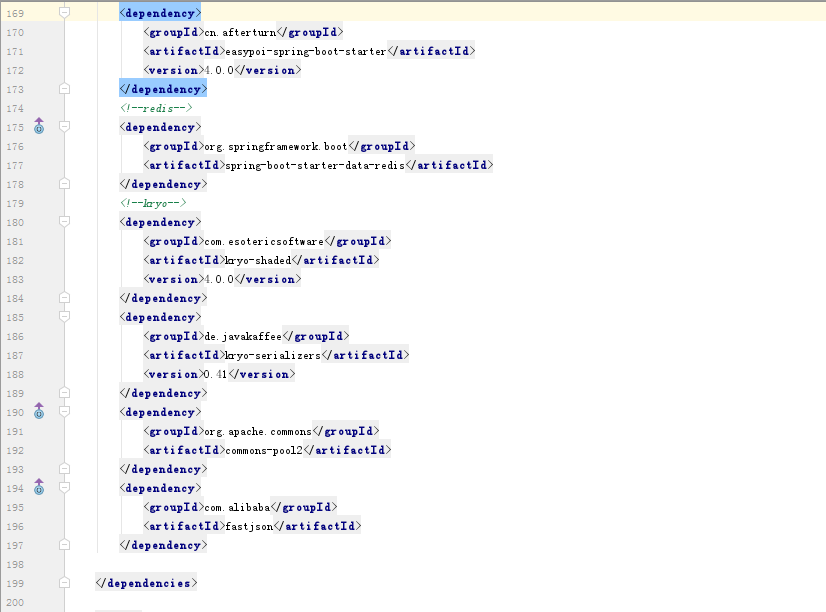 169 <dependency>
170 <groupId>cn.afterturn</groupId>
171 <artifactId>easypoi-spring-boot-starter</artifactId>
172 <version>4.0.0</version>
173 </dependency>
174 <!--redis-->
175 <dependency>
176 <groupId>org.springframework.boot</groupId>
177 <artifactId>spring-boot-starter-data-redis</artifactId>
178 </dependency>
179 <!--kryo-->
180 <dependency>
181 <groupId>com.esotericsoftware</groupId>
182 <artifactId>kryo-shaded</artifactId>
183 <version>4.0.0</version>
184 </dependency>
185 <dependency>
186 <groupId>de.javakaffee</groupId>
187 <artifactId>kryo-serializers</artifactId>
188 <version>0.41</version>
189 </dependency>
190 <dependency>
191 <groupId>org.apache.commons</groupId>
192 <artifactId>commons-pool2</artifactId>
193 </dependency>
194 <dependency>
195 <groupId>com.alibaba</groupId>
196 <artifactId>fastjson</artifactId>
197 </dependency>
198
199 </dependencies>
200